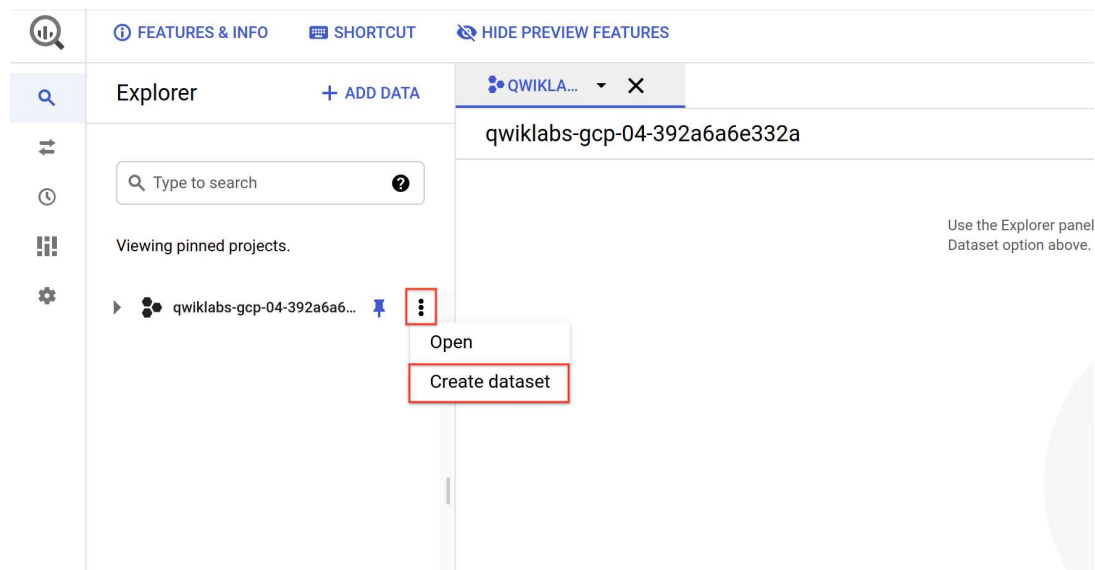 FEATURES & INFO
SHORTCUT
HIDE PREVIEW FEATURES
Explorer
+ ADD DATA
QWIKLA...
qwiklabs-gcp-04-392a6a6e332a
Type to search
Viewing pinned projects.
qwiklabs-gcp-04-392a6a6...
Open
Create dataset
Use the Explorer panel
Dataset option above.